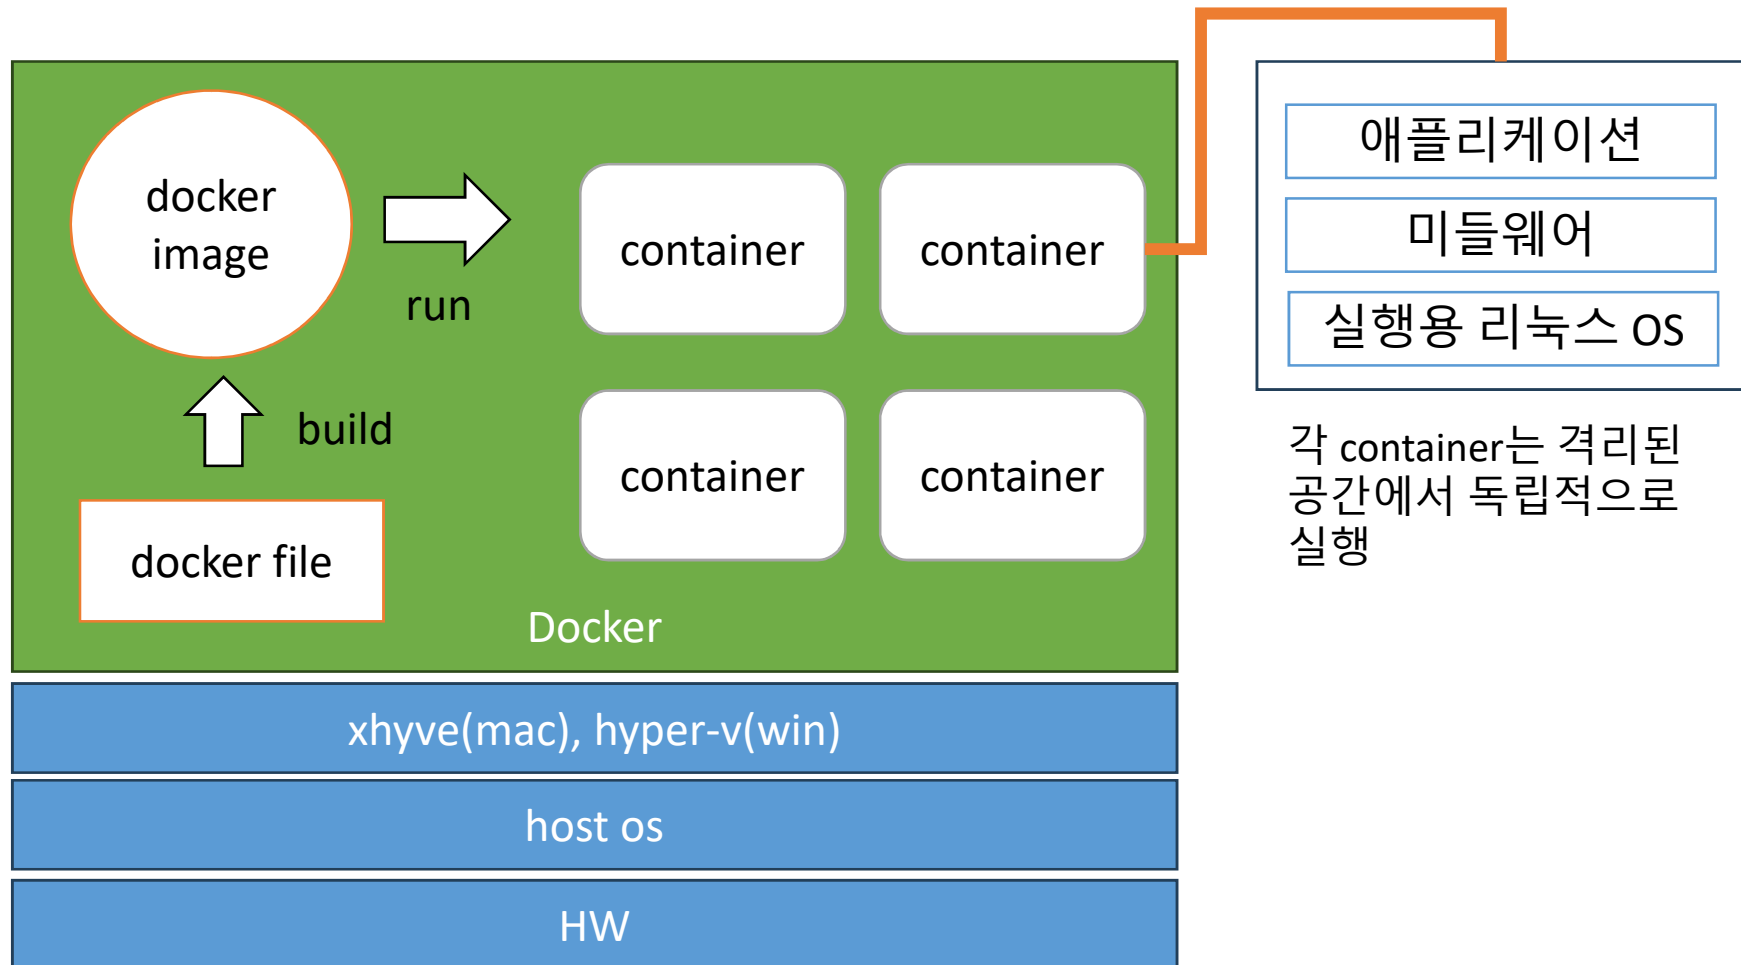 docker
image
run
build
docker file
container
container
container
container
Docker
xhyve(mac), hyper-v(win)
host os
HW
애플리케이션
미들웨어
실행용 리눅스 OS
각 container는 격리된
공간에서 독립적으로
실행